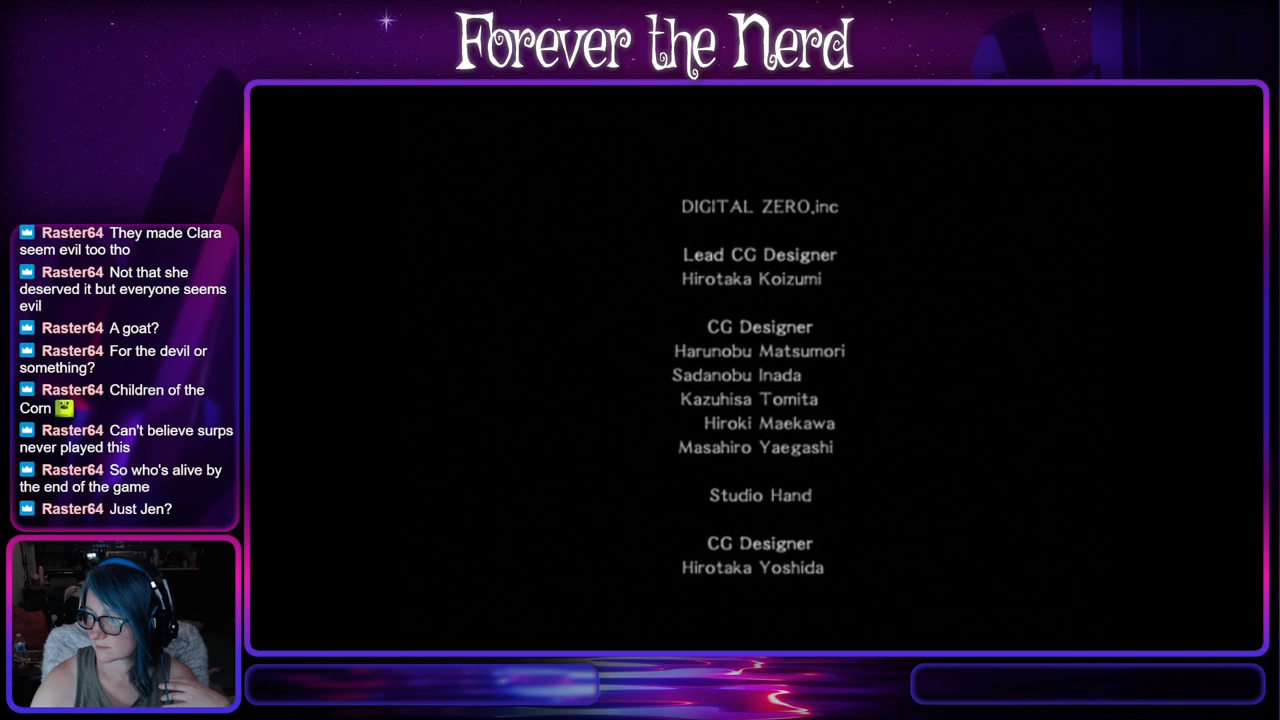 Forever the Nerd
Raster64 They made Clara
seem evil too tho
Raster64 Not that she
deserved it but everyone seems
evil
Raster64 A goat?
Raster64 For the devil or
something?
Raster64 Children of the
Corn
Raster64 Can't believe surps
never played this
Raster64 So who's alive by
the end of the game
Raster64 Just Jen?
DIGITAL ZERO,inc
Lead CG Designer
Hirotaka Koizumi
CG Designer
Harunobu Matsumori
Sadanobu Inada
Kazuhisa Tomita
Hiroki Maekawa
Masahiro Yaegashi
Studio Hand
CG Designer
Hirotaka Yoshida